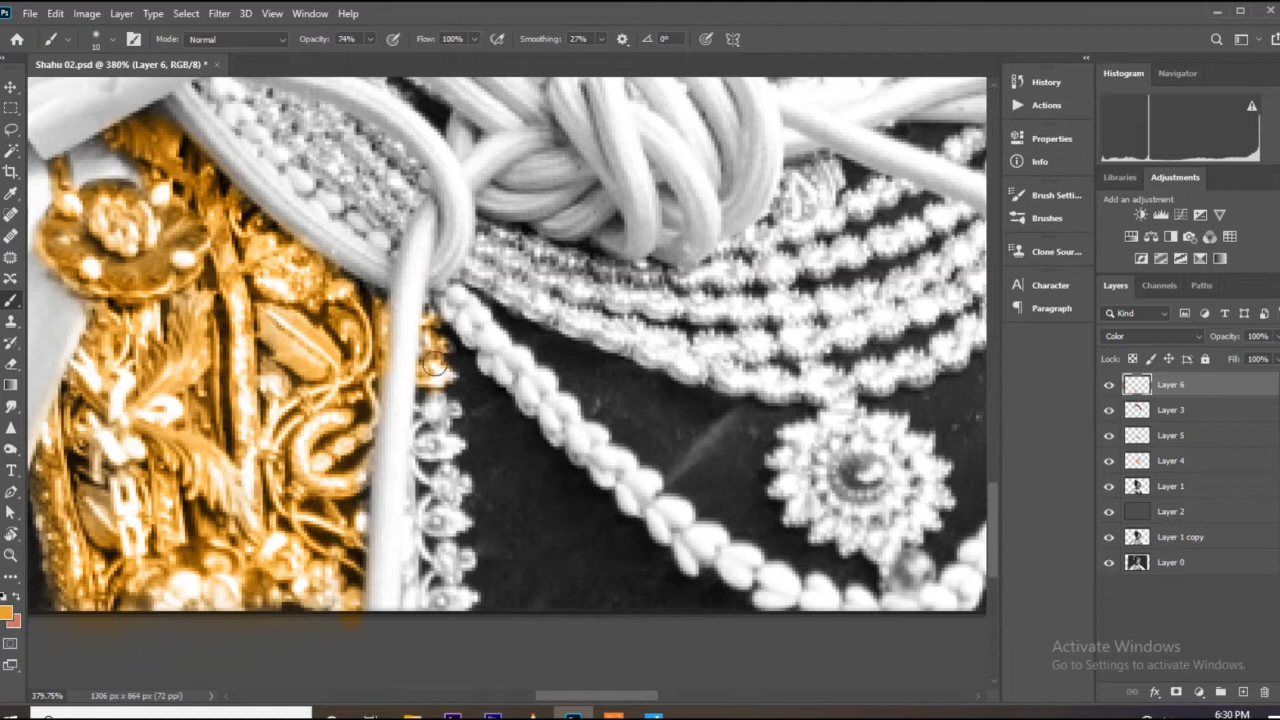 Ps File Edit Image Layer Type Select Filter 3D View Window Help
10 Mode: Normal Opacity: 74% Flow: 100% Smoothing: 27% 0°
Shahu 02.psd @ 380% (Layer 6, RGB/8) * ×
History
Actions
Properties
Info
Brush Setti...
Brushes
Clone Sour...
Character
Paragraph
Histogram Navigator
Libraries Adjustments
Add an adjustment
Layers Channels Paths
Kind
Color Opacity: 100%
Lock: Fill: 100%
Layer 6
Layer 3
Layer 5
Layer 4
Layer 1
Layer 2
Layer 1 copy
Layer 0
Activate Windows
Go to Settings to activate Windows.
379.75% 1306 px x 864 px (72 ppi)
6:30 PM